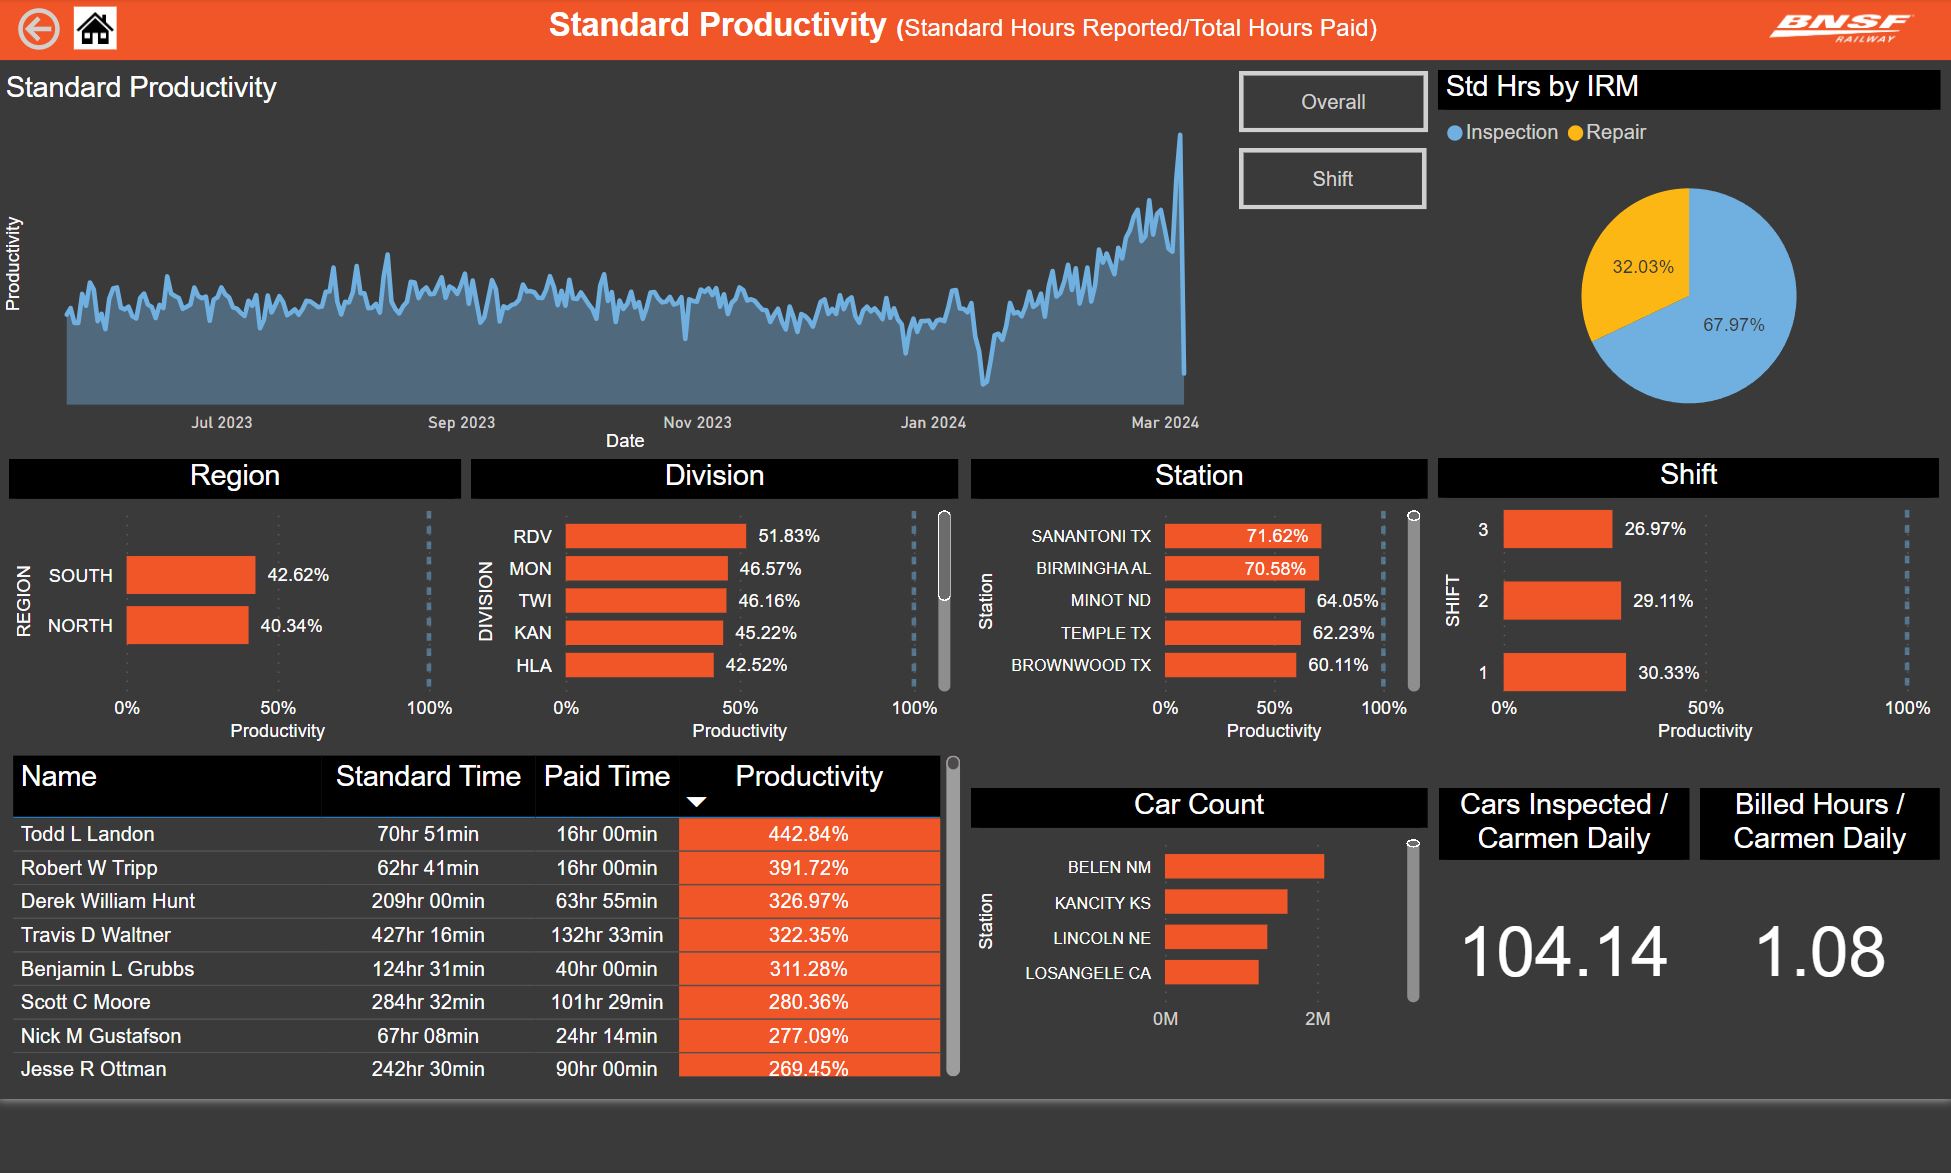 Standard Productivity (Standard Hours Reported/Total Hours Paid)
BNSF
RAILWAY
Standard Productivity
Overall
Shift
Std Hrs by IRM
Inspection Repair
32.03%
67.97%
Productivity
Jul 2023 Sep 2023 Nov 2023 Jan 2024 Mar 2024
Date
Region
REGION
SOUTH 42.62%
NORTH 40.34%
0% 50% 100%
Productivity
Division
DIVISION
RDV 51.83%
MON 46.57%
TWI 46.16%
KAN 45.22%
HLA 42.52%
0% 50% 100%
Productivity
Station
Station
SANANTONI TX 71.62%
BIRMINGHA AL 70.58%
MINOT ND 64.05%
TEMPLE TX 62.23%
BROWNWOOD TX 60.11%
0% 50% 100%
Productivity
Shift
SHIFT
3 26.97%
2 29.11%
1 30.33%
0% 50% 100%
Productivity
Name Standard Time Paid Time Productivity
Todd L Landon 70hr 51min 16hr 00min 442.84%
Robert W Tripp 62hr 41min 16hr 00min 391.72%
Derek William Hunt 209hr 00min 63hr 55min 326.97%
Travis D Waltner 427hr 16min 132hr 33min 322.35%
Benjamin L Grubbs 124hr 31min 40hr 00min 311.28%
Scott C Moore 284hr 32min 101hr 29min 280.36%
Nick M Gustafson 67hr 08min 24hr 14min 277.09%
Jesse R Ottman 242hr 30min 90hr 00min 269.45%
Car Count
Station
BELEN NM
KANCITY KS
LINCOLN NE
LOSANGELE CA
0M 2M
Cars Inspected /
Carmen Daily
104.14
Billed Hours /
Carmen Daily
1.08